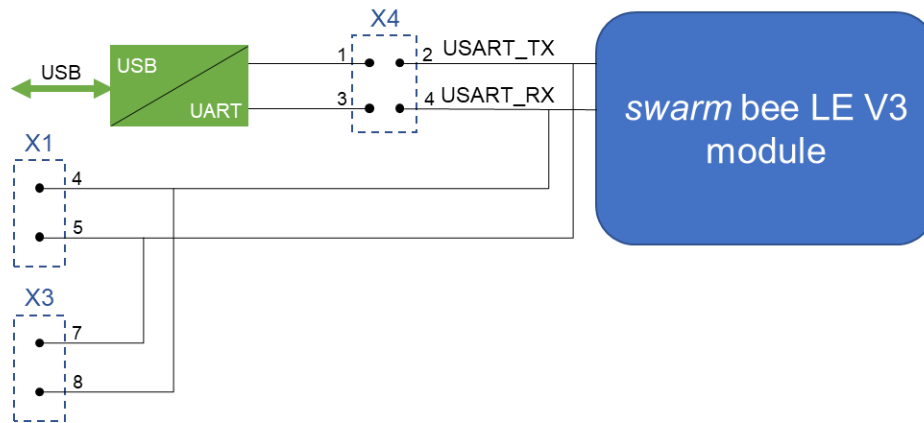 X4
USB
USB
UART
1
2
USART_TX
3
4
USART_RX
swarm bee LE V3
module
X1
4
5
X3
7
8